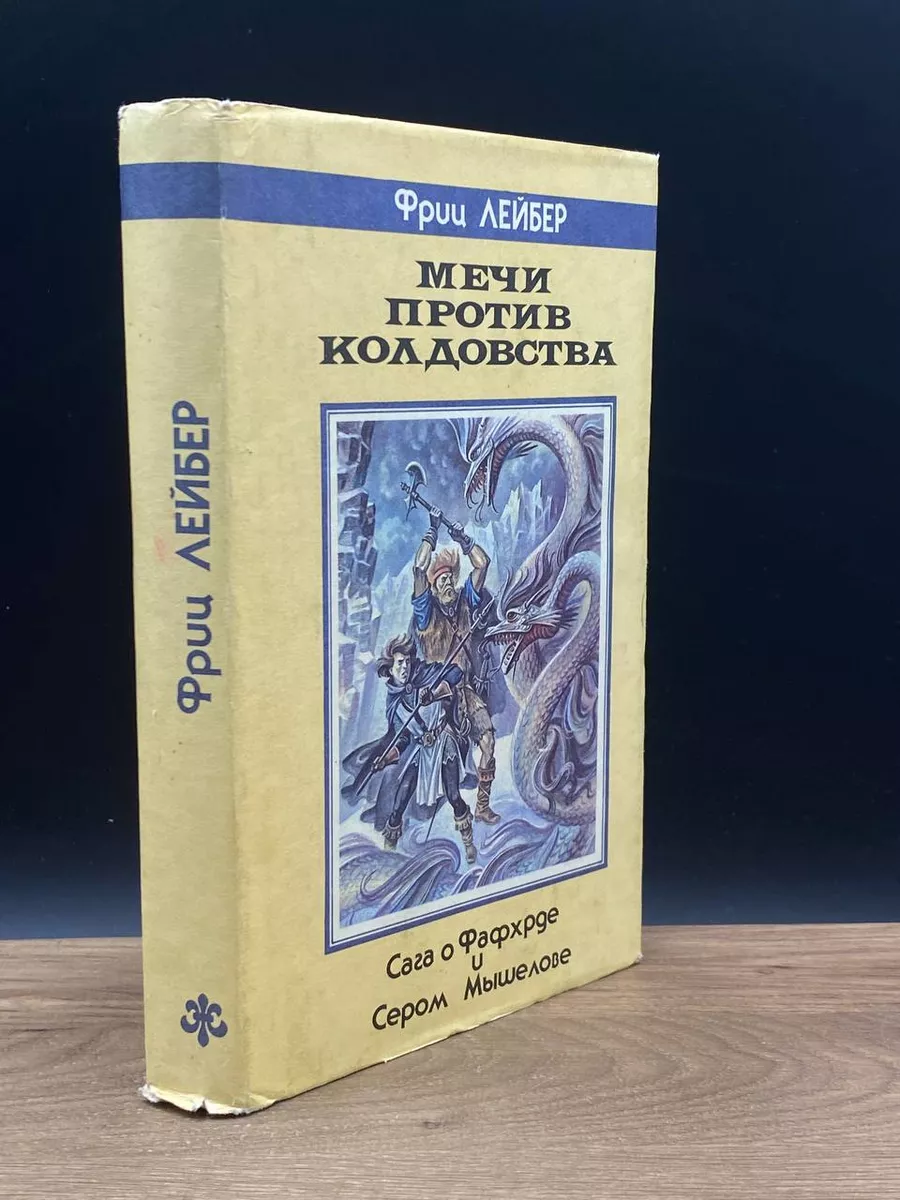 Фриц ЛЕЙБЕР
МЕЧИ
ПРОТИВ
КОЛДОВСТВА
Сага о Фафхрде
и
Сером Мышелове
Фриц ЛЕЙБЕР